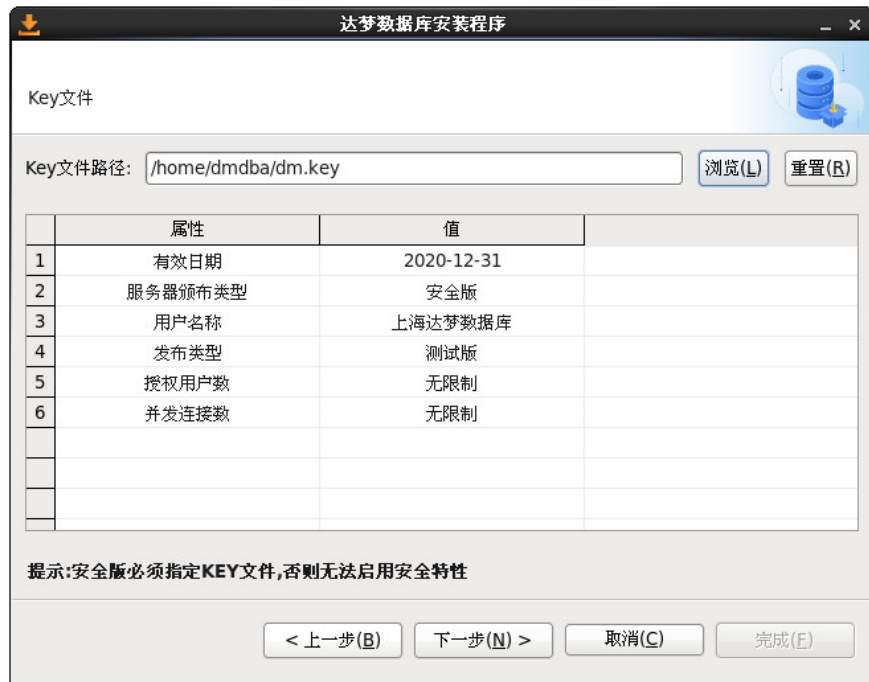 达梦数据库安装程序
Key文件
Key文件路径: /home/dmdba/dm.key 浏览(L) 重置(R)
属性 值
1 有效日期 2020-12-31
2 服务器颁布类型 安全版
3 用户名称 上海达梦数据库
4 发布类型 测试版
5 授权用户数 无限制
6 并发连接数 无限制
提示:安全版必须指定KEY文件,否则无法启用安全特性
< 上一步(B) 下一步(N) > 取消(C) 完成(F)